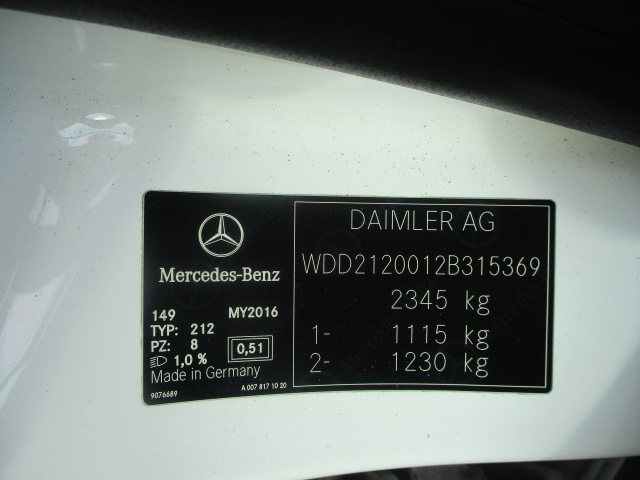 Mercedes-Benz
149 MY2016
TYP: 212
PZ: 8
1,0 % 0,51
Made in Germany
9076689 A 007 817 10 20
DAIMLER AG
WDD2120012B315369
2345 kg
1- 1115 kg
2- 1230 kg